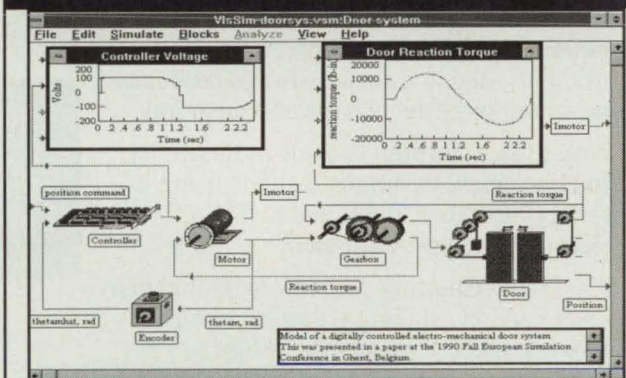 VisSim-doorsys.vsm:Door system
File Edit Simulate Blocks Analyze View Help
Controller Voltage
Volts
200
100
0
-100
-200
0 .2 .4 .6 .8 1 1.2 1.6 2 2.2
Time (sec)
Door Reaction Torque
reaction torque (lb-in)
20000
10000
0
-10000
-20000
0 .2 .4 .6 .8 1 1.2 1.6 2 2.2
Time (sec)
Imotor
position command
Controller
Imotor
Motor
Gearbox
Reaction torque
Reaction torque
Door
Position
thetamhat, rad
Encoder
thetam, rad
Model of a digitally controlled electro-mechanical door system
This was presented in a paper at the 1990 Fall European Simulation
Conference in Ghent, Belgium